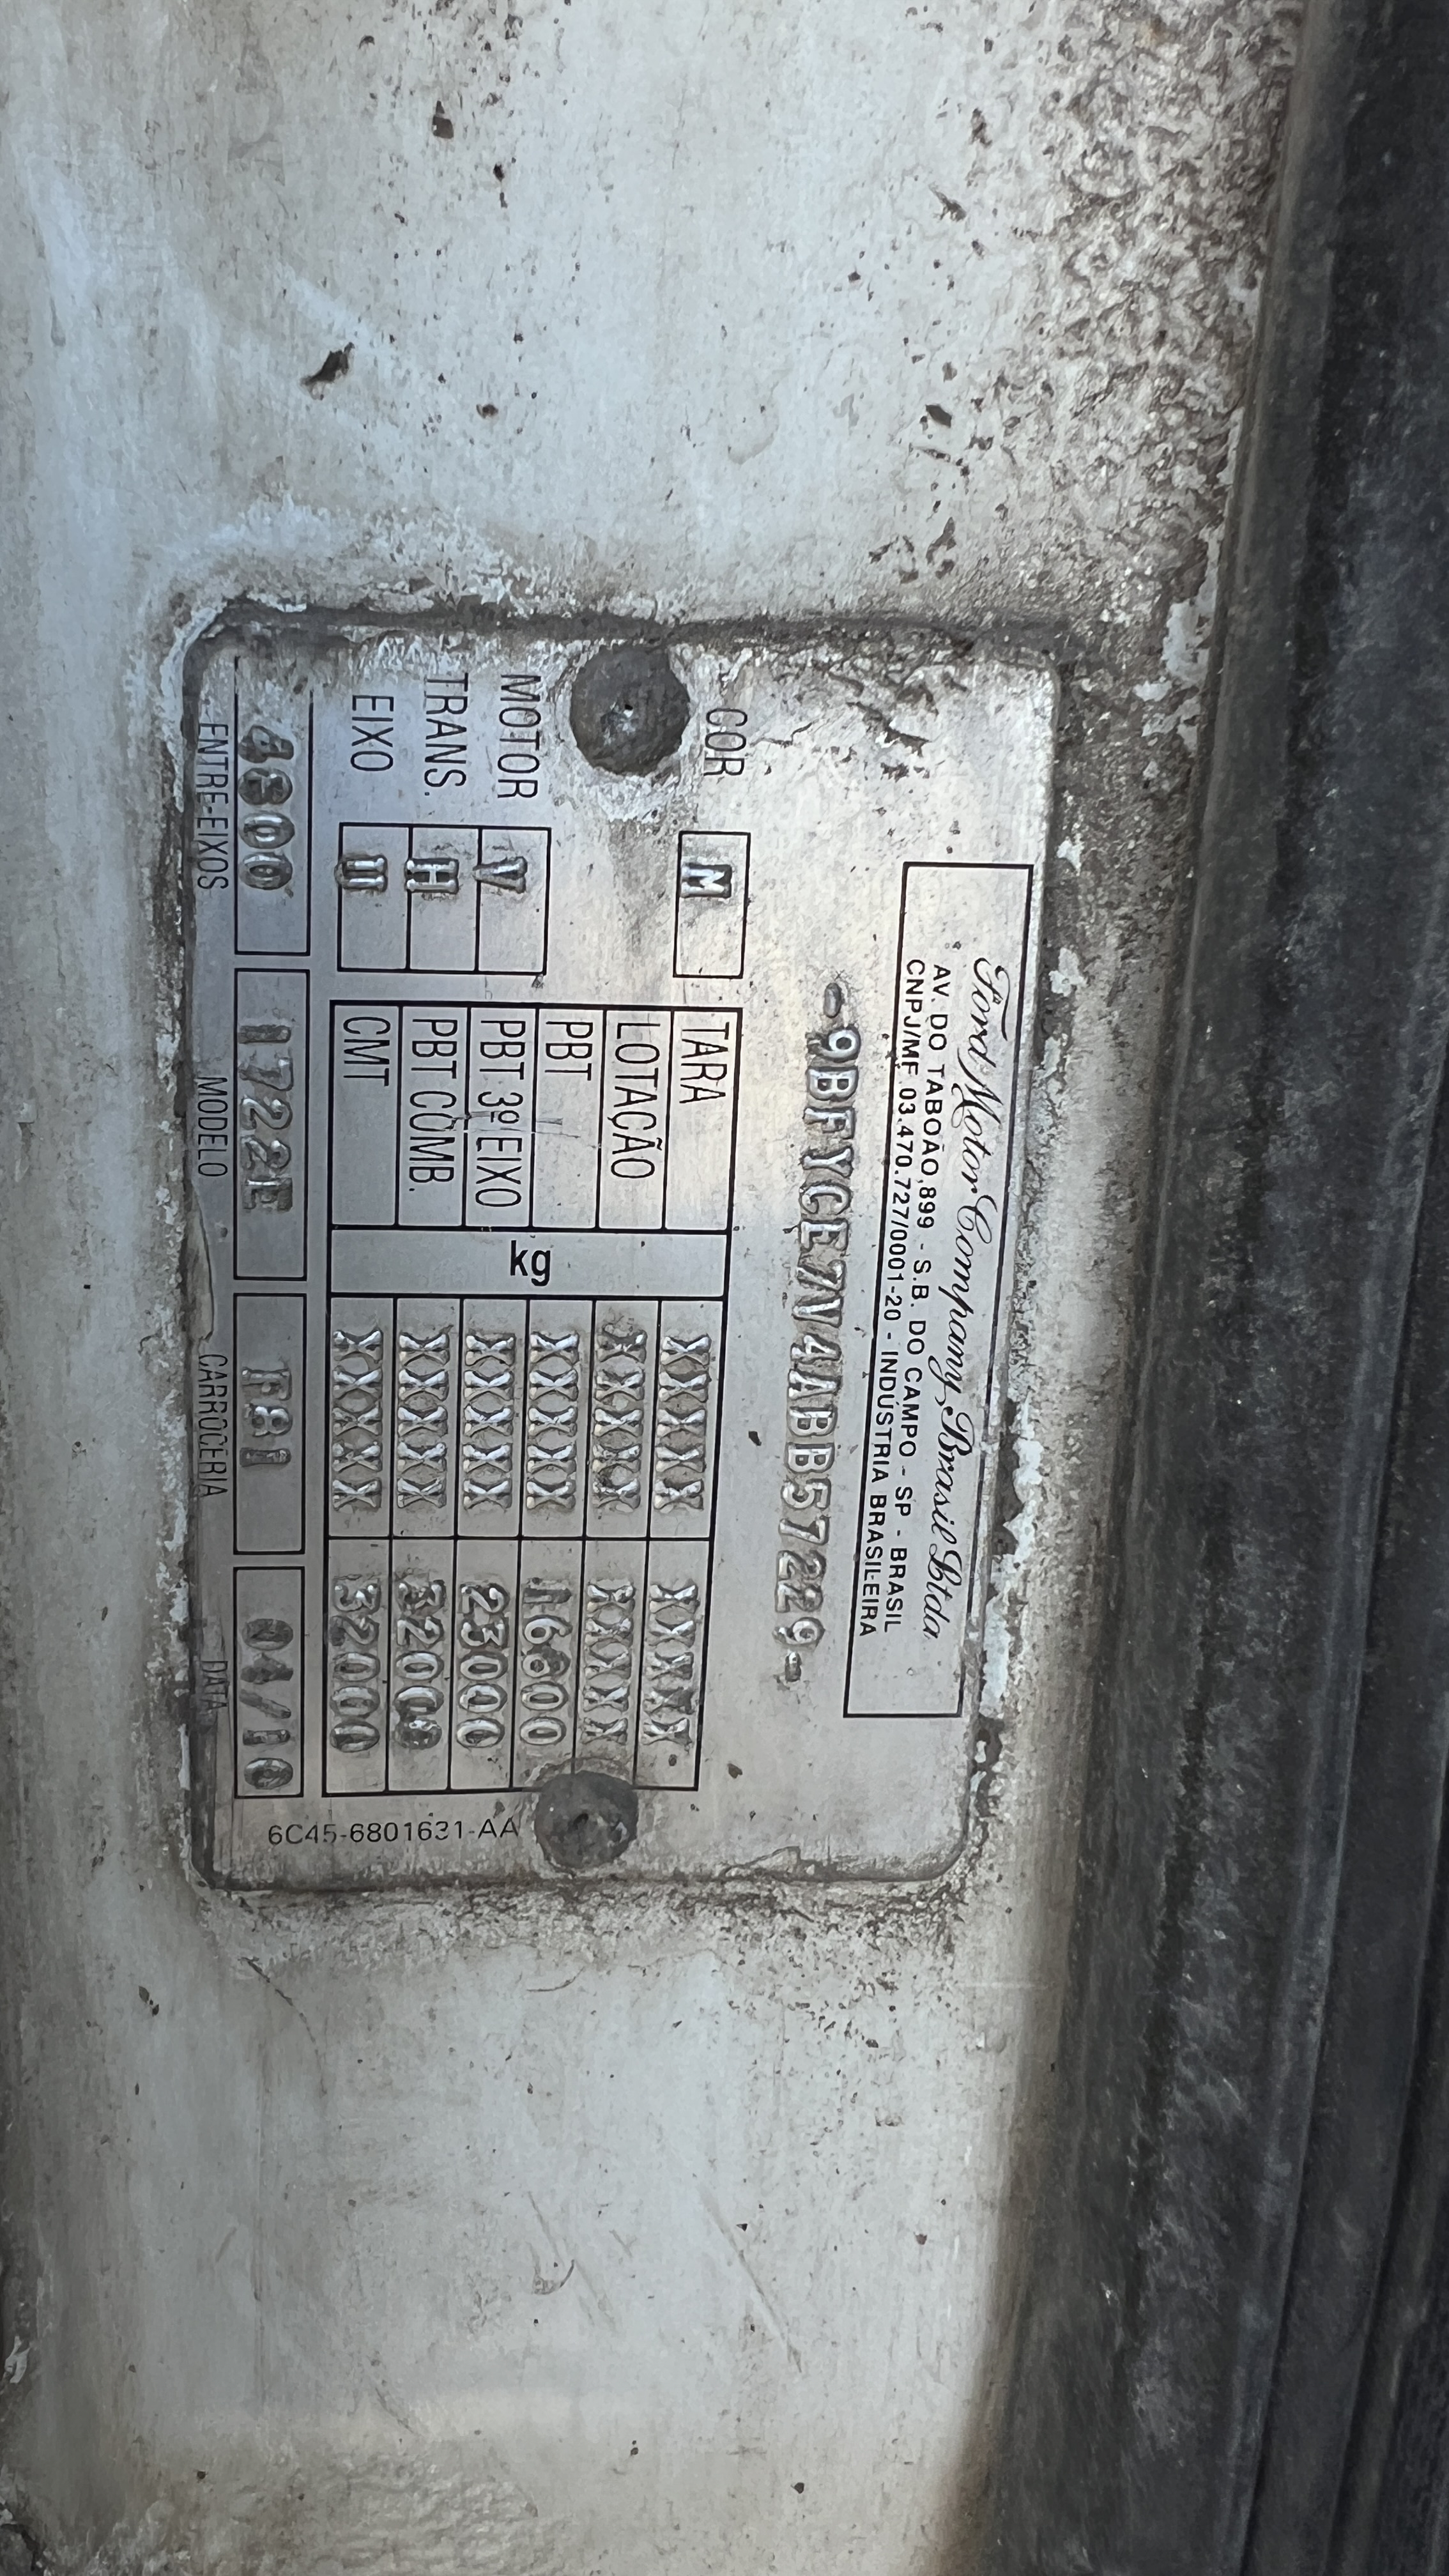 Ford Motor Company Brasil Ltda
AV. DO TABOÃO,899 - S.B. DO CAMPO - SP - BRASIL
CNPJ/MF. 03.470.727/0001-20 - INDÚSTRIA BRASILEIRA
-9BFYCE7V4ABB57229-
COR M
MOTOR V
TRANS. H
EIXO U
TARA XXXXX XXXXX
LOTAÇÃO XXXXX XXXXX
PBT XXXXX 16600
PBT 3º EIXO kg XXXXX 23000
PBT COMB. XXXXX 32000
CMT XXXXX 32000
4300 1722E F81 04/10
ENTRE-EIXOS MODELO CARROCERIA DATA
6C45-6801631-AA